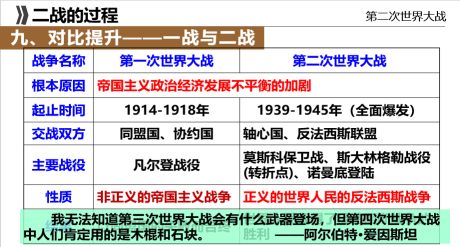 二战的过程
第二次世界大战
九、对比提升——一战与二战
战争名称 第一次世界大战 第二次世界大战
根本原因 帝国主义政治经济发展不平衡的加剧
起止时间 1914-1918年 1939-1945年（全面爆发）
交战双方 同盟国、协约国 轴心国、反法西斯联盟
主要战役 凡尔登战役 莫斯科保卫战、斯大林格勒战役
(转折点)、诺曼底登陆
性质 非正义的帝国主义战争 正义的世界人民的反法西斯战争
我无法知道第三次世界大战会有什么武器登场，但第四次世界大战
中人们肯定用的是木棍和石块。 ——阿尔伯特·爱因斯坦
胜利